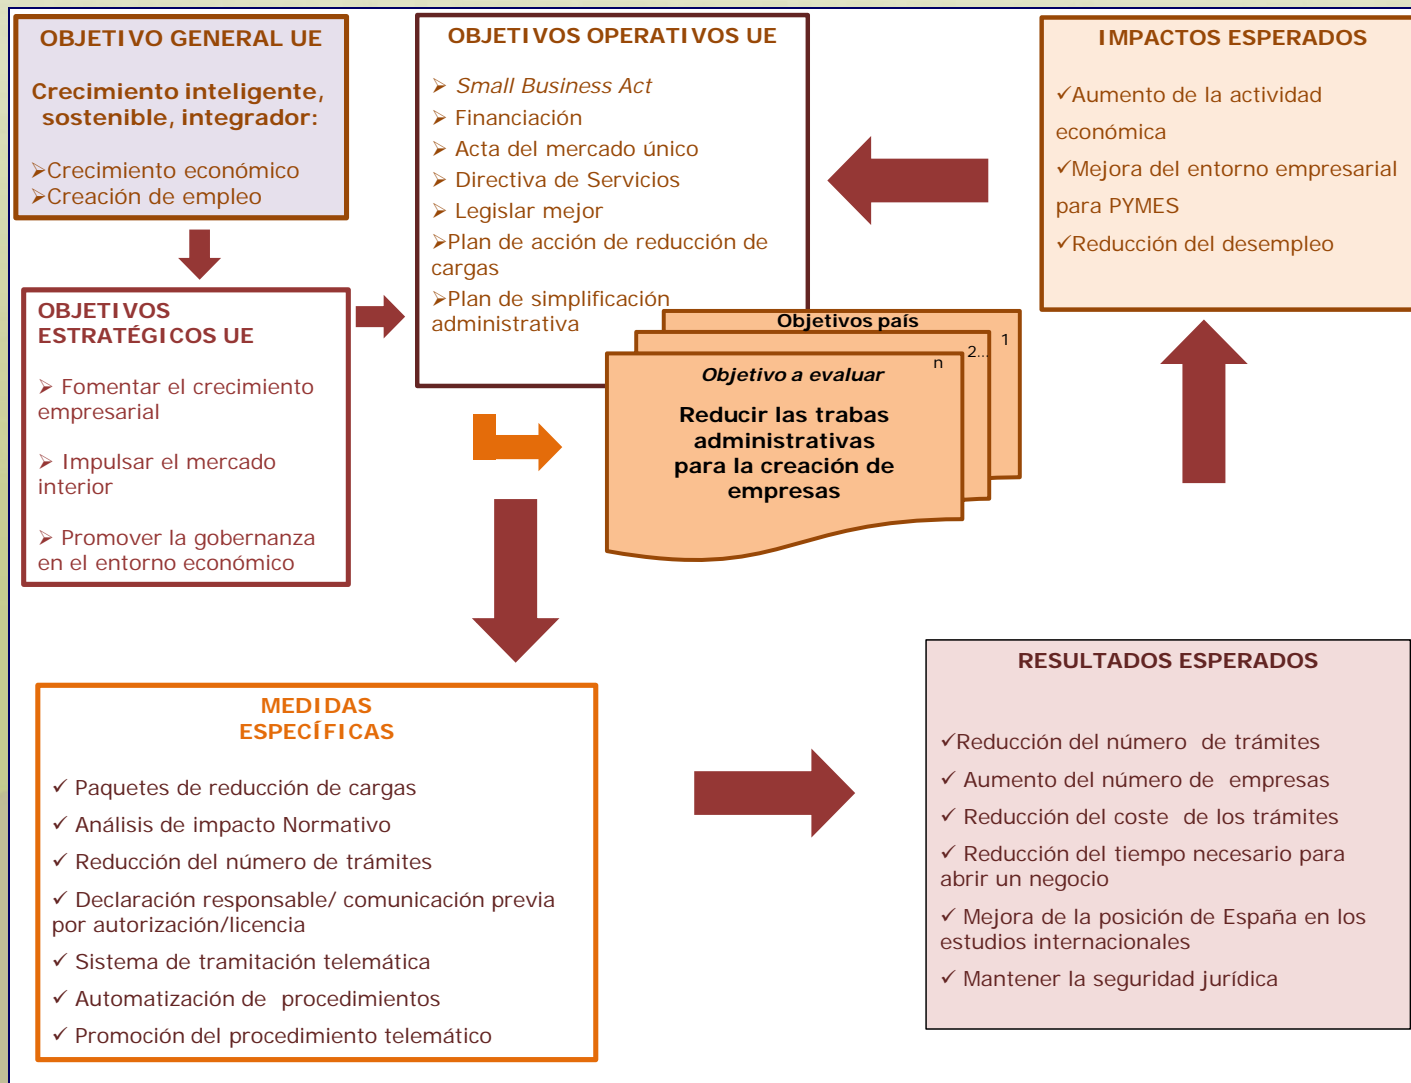 OBJETIVO GENERAL UE
Crecimiento inteligente,
sostenible, integrador:
➢Crecimiento económico
➢Creación de empleo
OBJETIVOS
ESTRATÉGICOS UE
➢ Fomentar el crecimiento
empresarial
➢ Impulsar el mercado
interior
➢ Promover la gobernanza
en el entorno económico
OBJETIVOS OPERATIVOS UE
➢ Small Business Act
➢ Financiación
➢ Acta del mercado único
➢ Directiva de Servicios
➢ Legislar mejor
➢Plan de acción de reducción de
cargas
➢Plan de simplificación
administrativa
Objetivos país
1
2...
n
Objetivo a evaluar
Reducir las trabas
administrativas
para la creación de
empresas
IMPACTOS ESPERADOS
✓Aumento de la actividad
económica
✓Mejora del entorno empresarial
para PYMES
✓Reducción del desempleo
MEDIDAS
ESPECÍFICAS
✓ Paquetes de reducción de cargas
✓ Análisis de impacto Normativo
✓ Reducción del número de trámites
✓ Declaración responsable/ comunicación previa
por autorización/licencia
✓ Sistema de tramitación telemática
✓ Automatización de procedimientos
✓ Promoción del procedimiento telemático
RESULTADOS ESPERADOS
✓Reducción del número de trámites
✓ Aumento del número de empresas
✓ Reducción del coste de los trámites
✓ Reducción del tiempo necesario para
abrir un negocio
✓ Mejora de la posición de España en los
estudios internacionales
✓ Mantener la seguridad jurídica